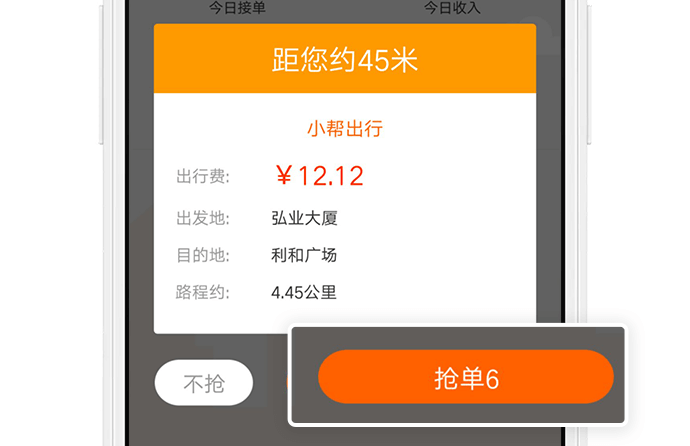 今日接单 今日收入
距您约45米
小帮出行
出行费: ￥12.12
出发地: 弘业大厦
目的地: 利和广场
路程约: 4.45公里
不抢 抢单6